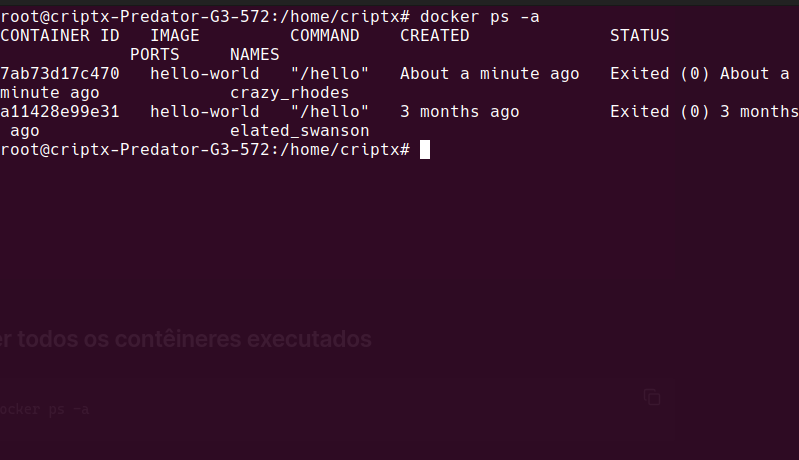 root@criptx-Predator-G3-572:/home/criptx# docker ps -a
CONTAINER ID   IMAGE         COMMAND    CREATED              STATUS
             PORTS     NAMES
7ab73d17c470   hello-world   "/hello"   About a minute ago   Exited (0) About a
minute ago             crazy_rhodes
a11428e99e31   hello-world   "/hello"   3 months ago         Exited (0) 3 months
 ago                   elated_swanson
root@criptx-Predator-G3-572:/home/criptx#
er todos os contêineres executados
ocker ps -a